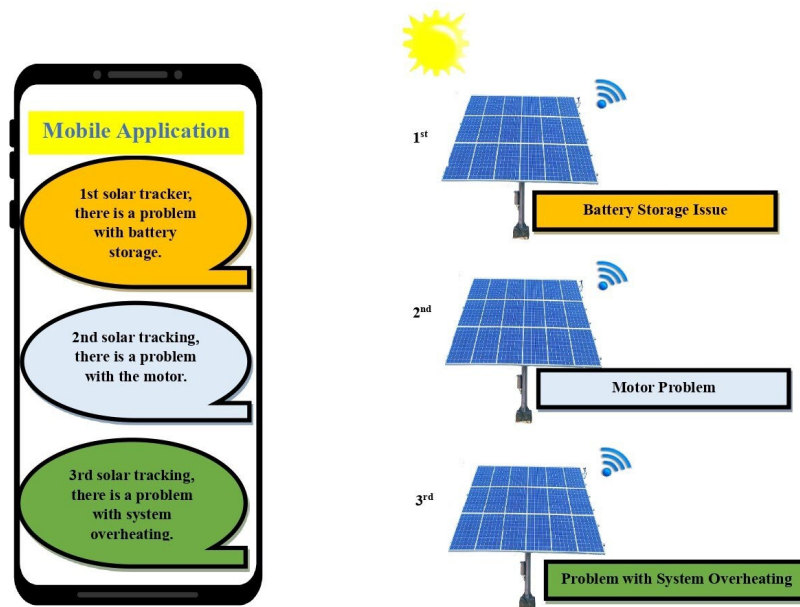 Mobile Application
1st solar tracker,
there is a problem
with battery
storage.
2nd solar tracking,
there is a problem
with the motor.
3rd solar tracking,
there is a problem
with system
overheating.
1st
Battery Storage Issue
2nd
Motor Problem
3rd
Problem with System Overheating